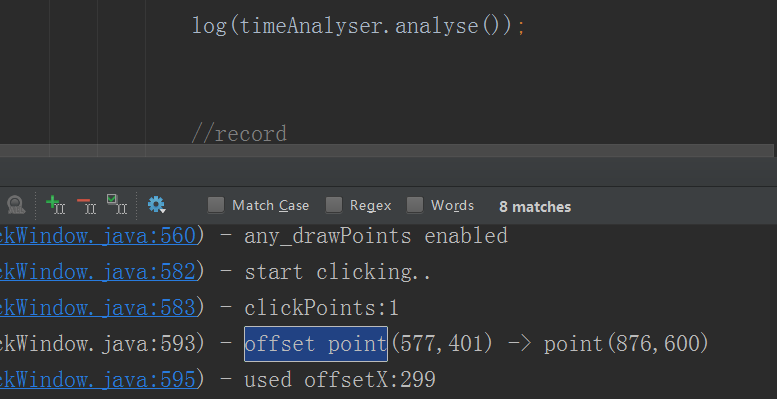 log(timeAnalyser.analyse());
//record
Match Case Regex Words 8 matches
ckWindow.java:560) - any_drawPoints enabled
ckWindow.java:582) - start clicking..
ckWindow.java:583) - clickPoints:1
ckWindow.java:593) - offset point(577,401) -> point(876,600)
ckWindow.java:595) - used offsetX:299